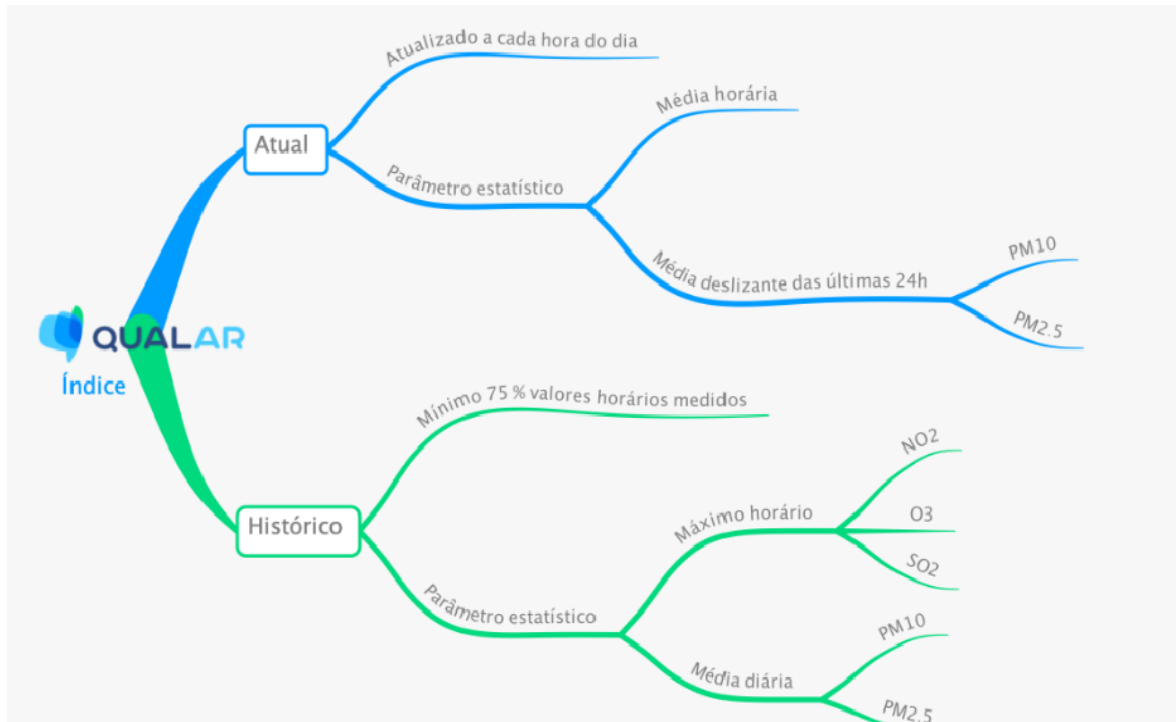 Atualizado a cada hora do dia
Média horária
Atual
Parâmetro estatístico
PM10
Média deslizante das últimas 24h
PM2.5
QUALAR
Índice
Mínimo 75 % valores horários medidos
NO2
Máximo horário
O3
Histórico
SO2
Parâmetro estatístico
PM10
Média diária
PM2.5